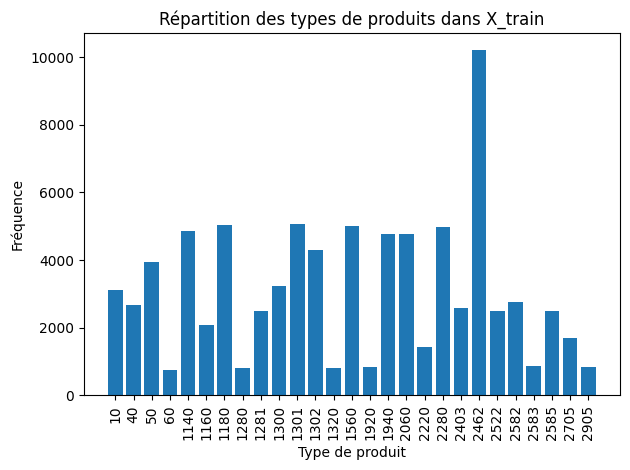 Répartition des types de produits dans X_train
Fréquence
10000
8000
6000
4000
2000
0
10 40 50 60 1140 1160 1180 1280 1281 1300 1301 1302 1320 1560 1920 1940 2060 2220 2280 2403 2462 2522 2582 2583 2585 2705 2905
Type de produit